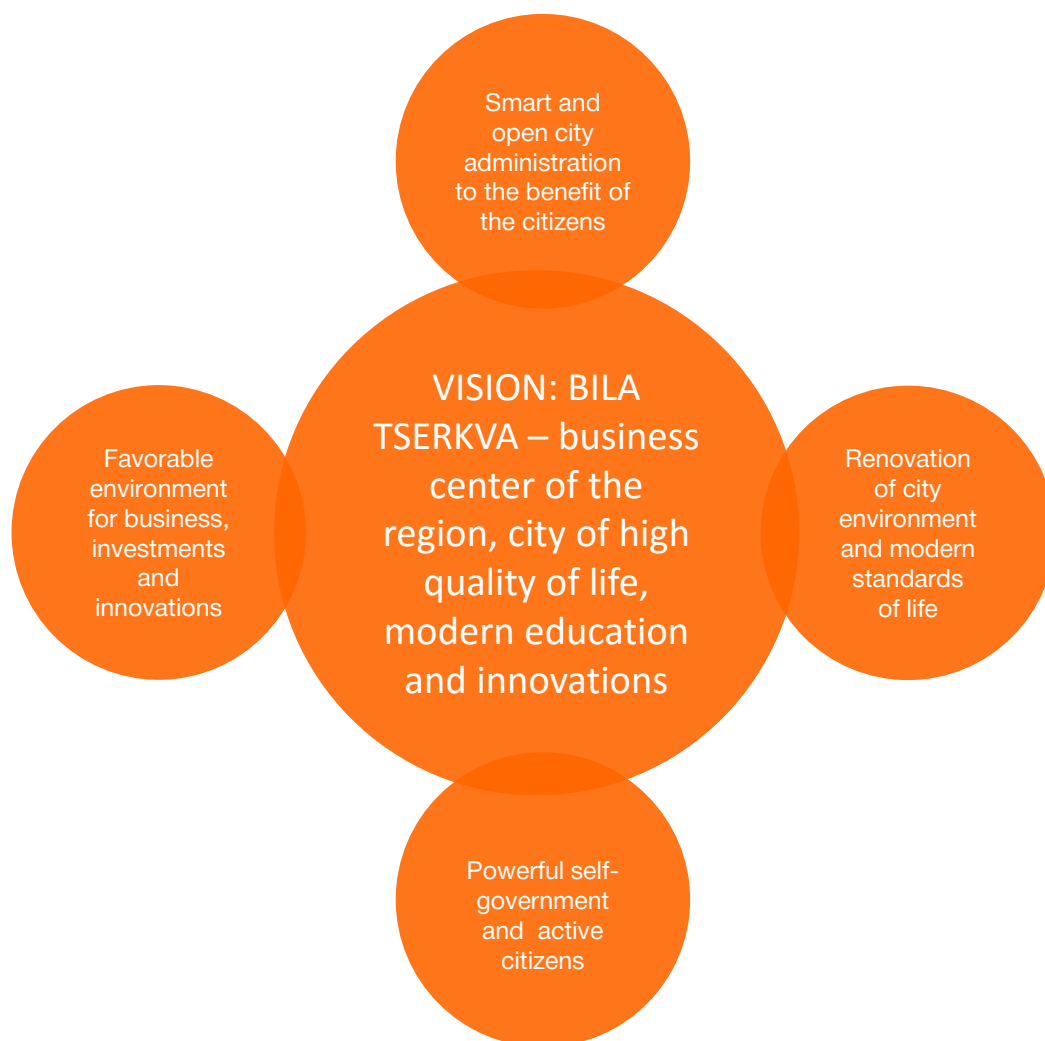 Smart and
open city
administration
to the benefit of
the citizens
VISION: BILA
TSERKVA – business
center of the
region, city of high
quality of life,
modern education
and innovations
Favorable
environment
for business,
investments
and
innovations
Renovation
of city
environment
and modern
standards
of life
Powerful self-
government
and  active
citizens